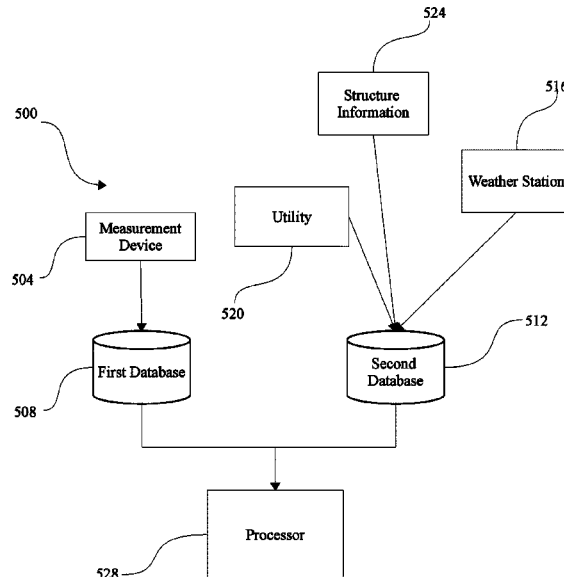 524
Structure
Information
516
Weather Station
500
Utility
Measurement
Device
504
520
512
First Database
Second
Database
508
Processor
528